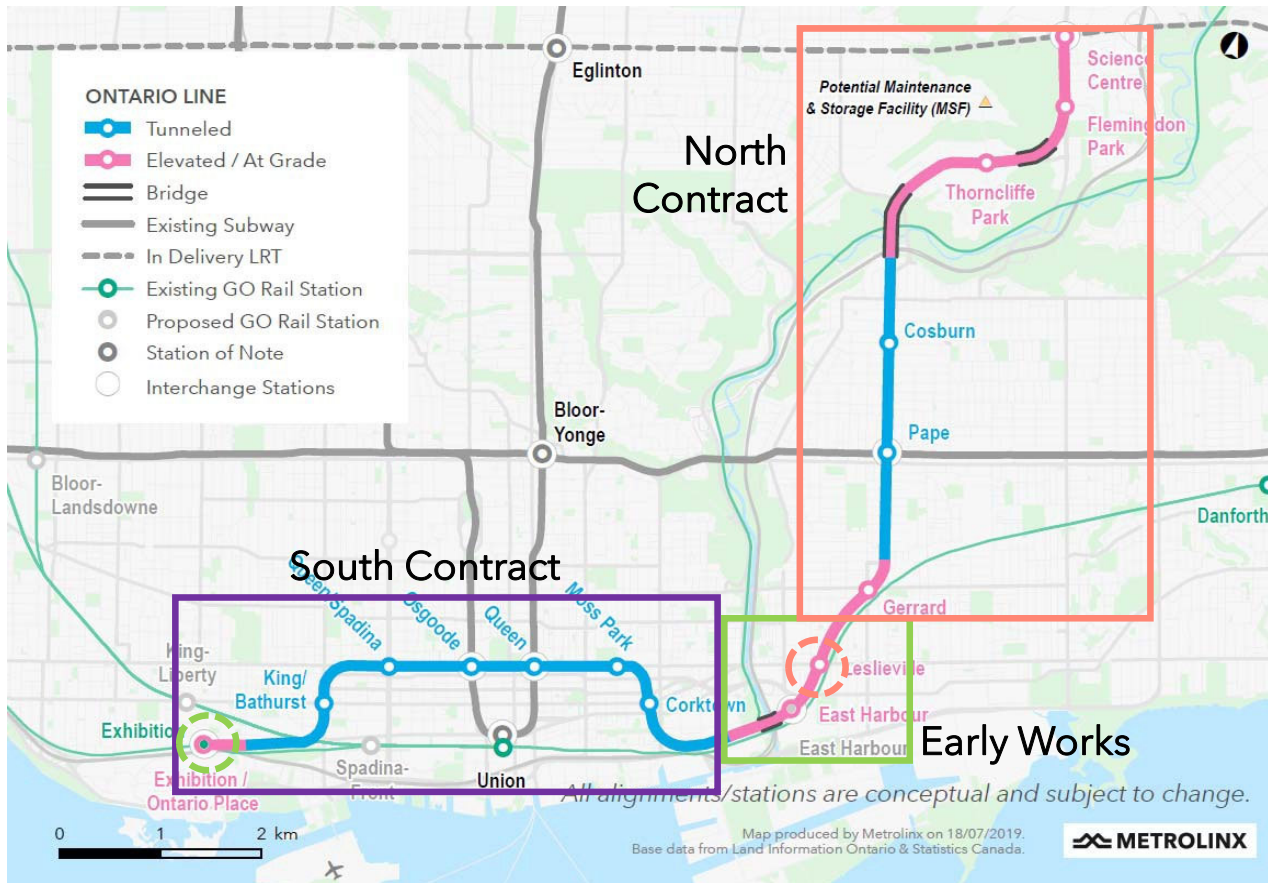 ONTARIO LINE
Tunneled
Elevated / At Grade
Bridge
Existing Subway
In Delivery LRT
Existing GO Rail Station
Proposed GO Rail Station
Station of Note
Interchange Stations
Eglinton
Potential Maintenance
& Storage Facility (MSF)
Science
Centre
Flemingdon
Park
North
Contract
Thorncliffe
Park
Cosburn
Bloor-
Yonge
Pape
Bloor-
Landsdowne
Danforth
South Contract
Queen/Spadina
Osgoode
Queen
Moss Park
Gerrard
King-
Liberty
King/
Bathurst
Leslieville
Corktown
East Harbour
Exhibition
East Harbour
Early Works
Spadina-
Front
Union
Exhibition /
Ontario Place
All alignments/stations are conceptual and subject to change.
0 1 2 km
Map produced by Metrolinx on 18/07/2019.
Base data from Land Information Ontario & Statistics Canada.
METROLINX